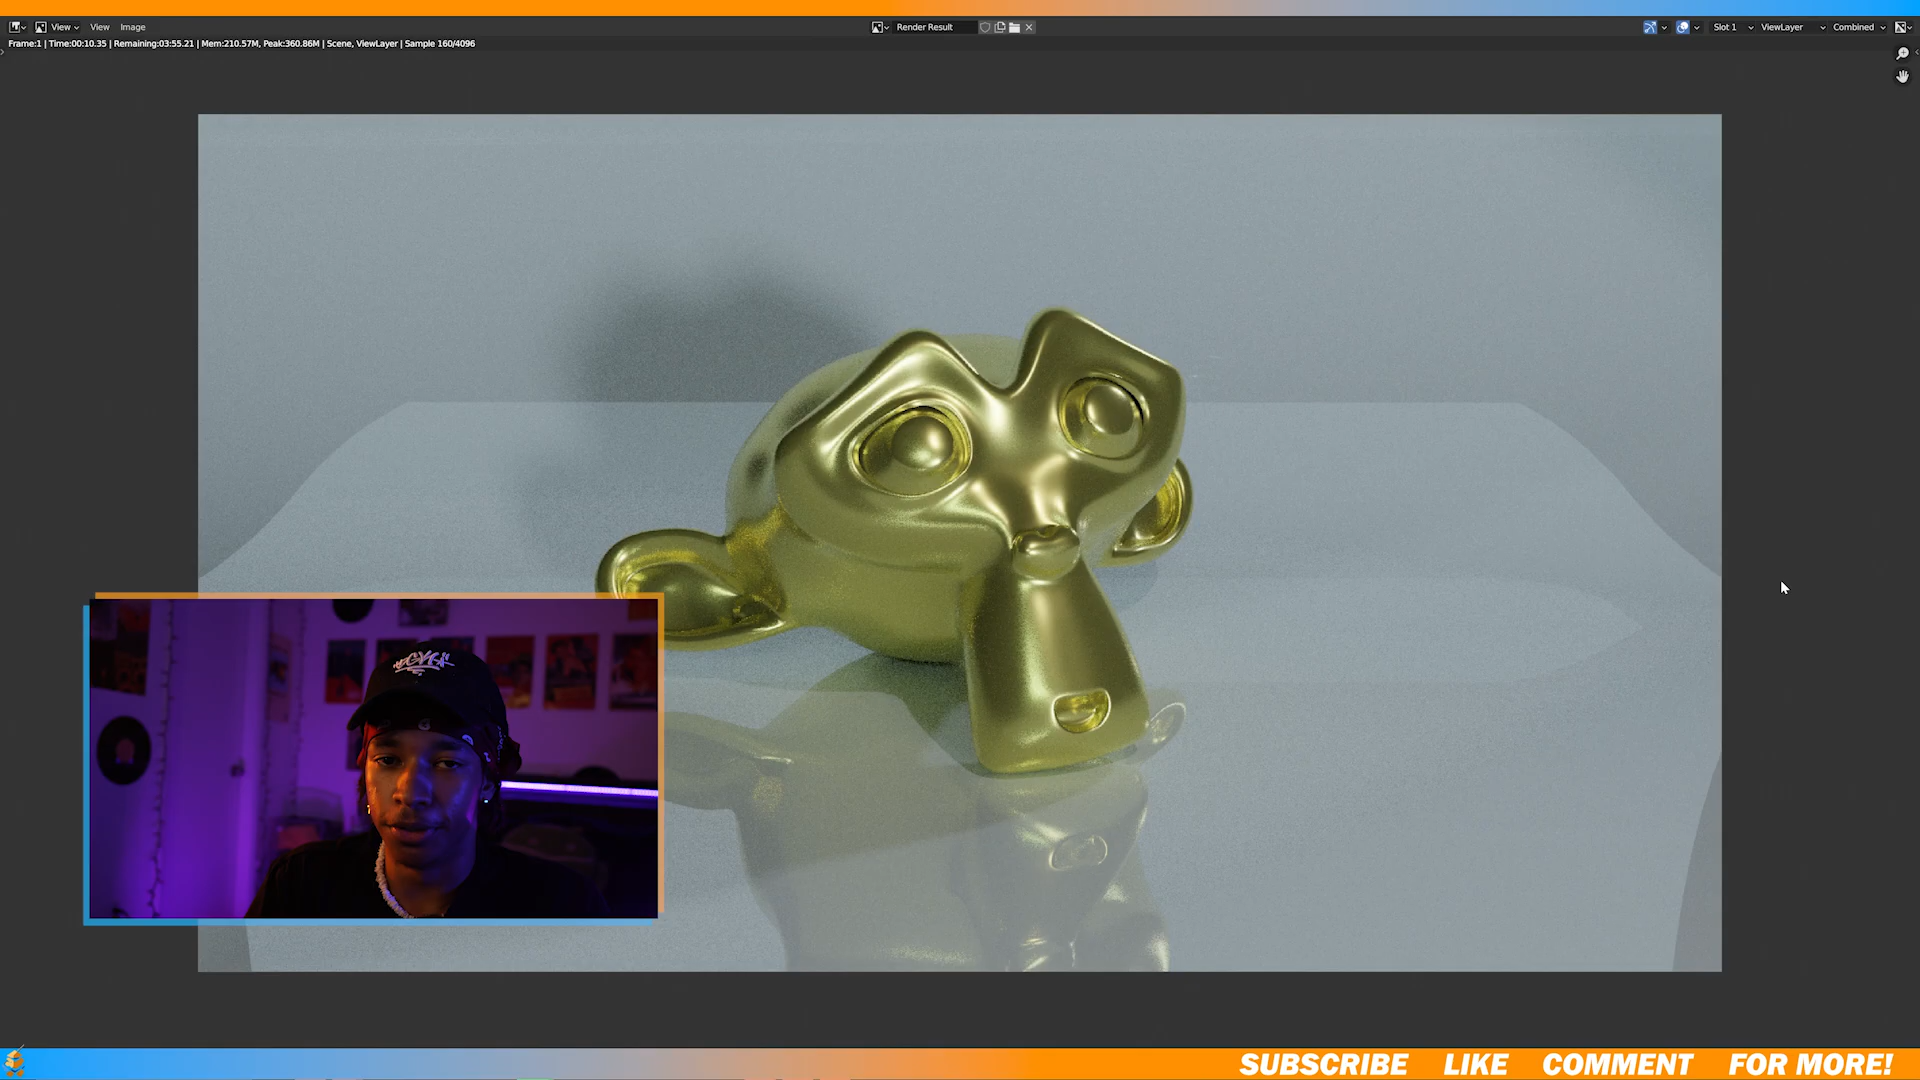 View View Image Render Result Slot 1 ViewLayer Combined
Frame:1 | Time:00:10.35 | Remaining:03:55.21 | Mem:210.57M, Peak:360.86M | Scene, ViewLayer | Sample 160/4096
SUBSCRIBE LIKE COMMENT FOR MORE!